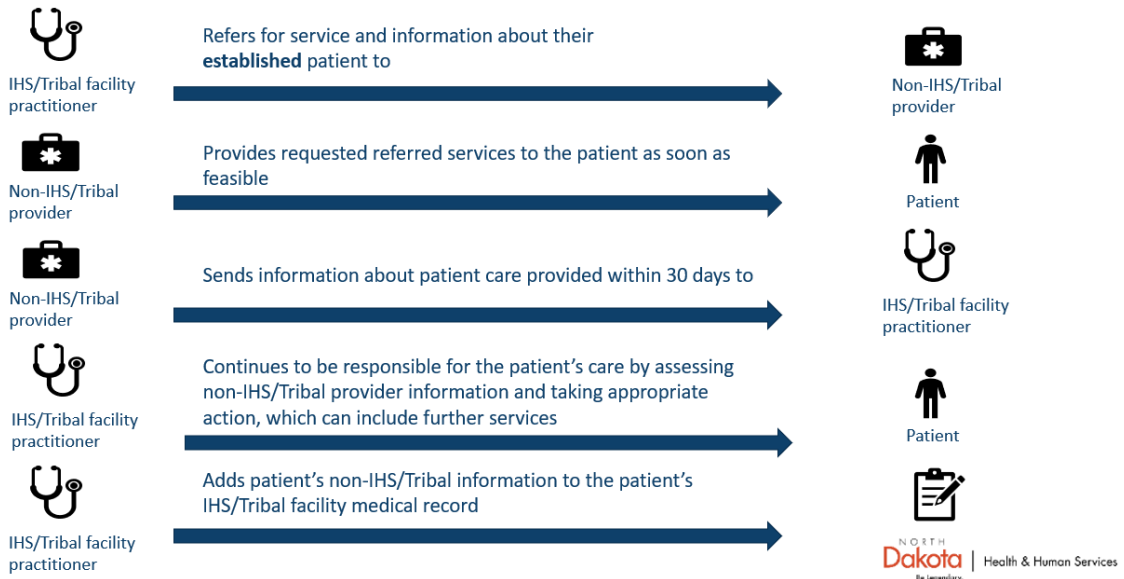 Refers for service and information about their
established patient to
IHS/Tribal facility
practitioner
Non-IHS/Tribal
provider
Provides requested referred services to the patient as soon as
feasible
Non-IHS/Tribal
provider
Patient
Sends information about patient care provided within 30 days to
Non-IHS/Tribal
provider
IHS/Tribal facility
practitioner
Continues to be responsible for the patient's care by assessing
non-IHS/Tribal provider information and taking appropriate
action, which can include further services
IHS/Tribal facility
practitioner
Patient
Adds patient's non-IHS/Tribal information to the patient's
IHS/Tribal facility medical record
IHS/Tribal facility
practitioner
NORTH
Dakota | Health & Human Services
Be Legendary